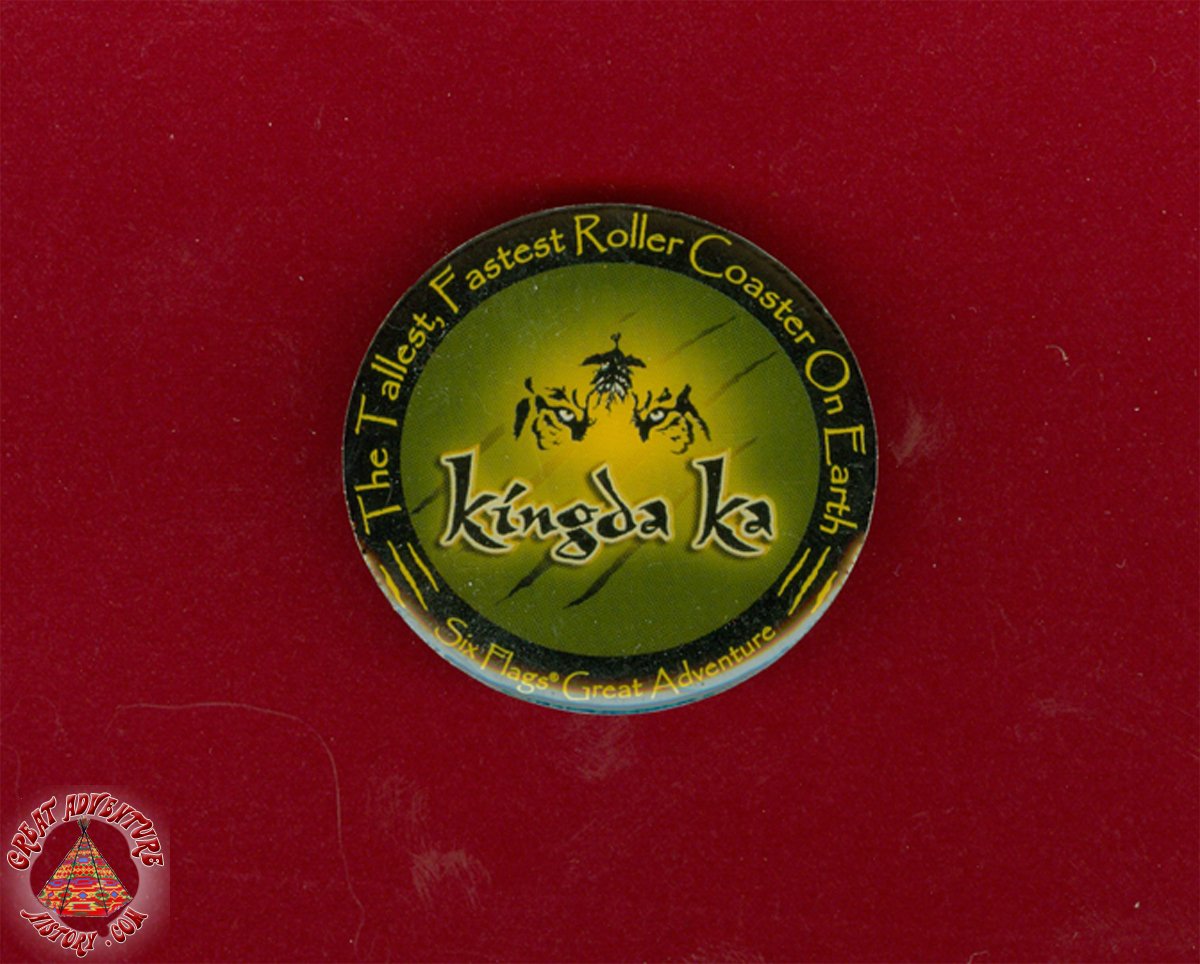 The Tallest, Fastest Roller Coaster On Earth
kingda ka
Six Flags® Great Adventure
GREAT ADVENTURE
HISTORY.COM